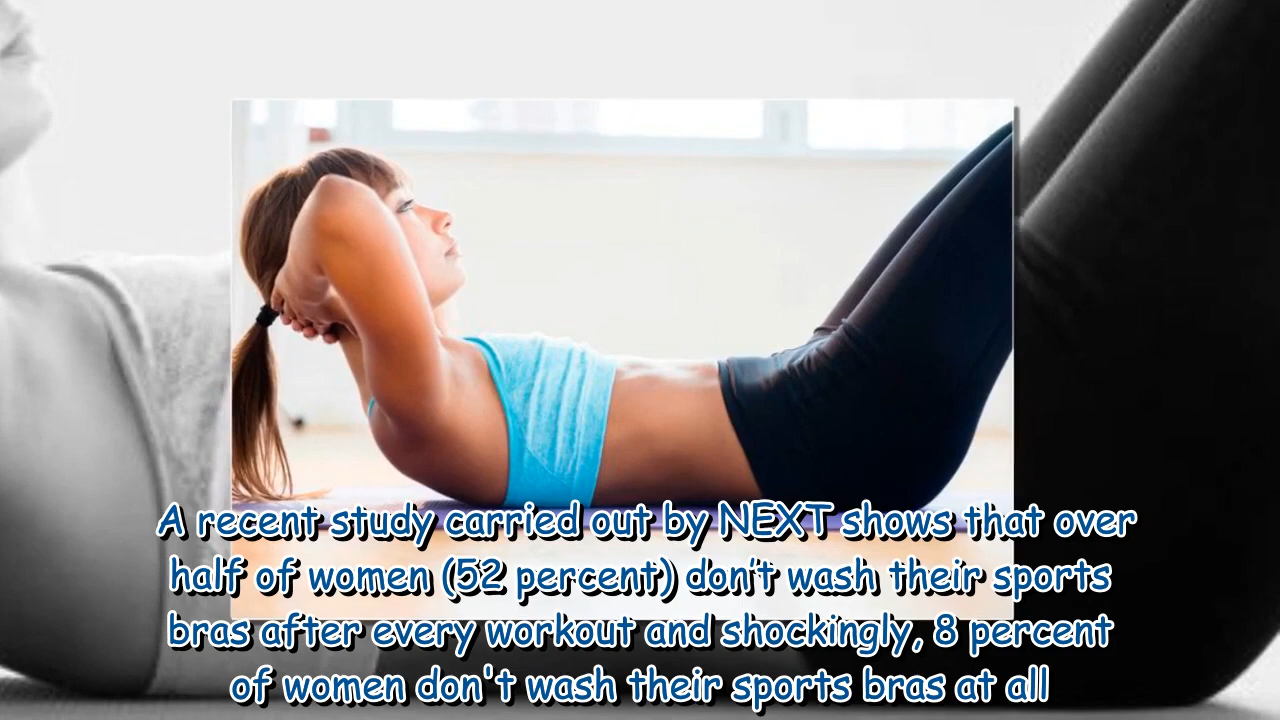 A recent study carried out by NEXT shows that over
half of women (52 percent) don’t wash their sports
bras after every workout and shockingly, 8 percent
of women don't wash their sports bras at all